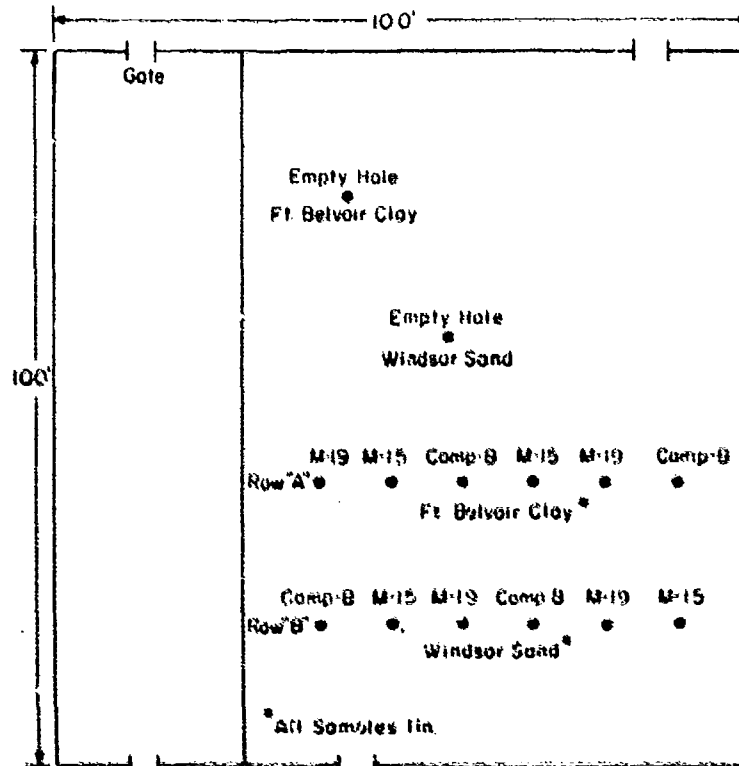 100'
Gate
Empty Hole
Ft. Belvoir Clay
Empty Hole
Windsor Sand
100'
M-19 M-15 Comp-B M-15 M-19 Comp-B
Row "A"
Ft. Belvoir Clay*
Comp-B M-15 M-19 Comp B M-19 M-15
Row "B"
Windsor Sand*
*All Samples 1in.